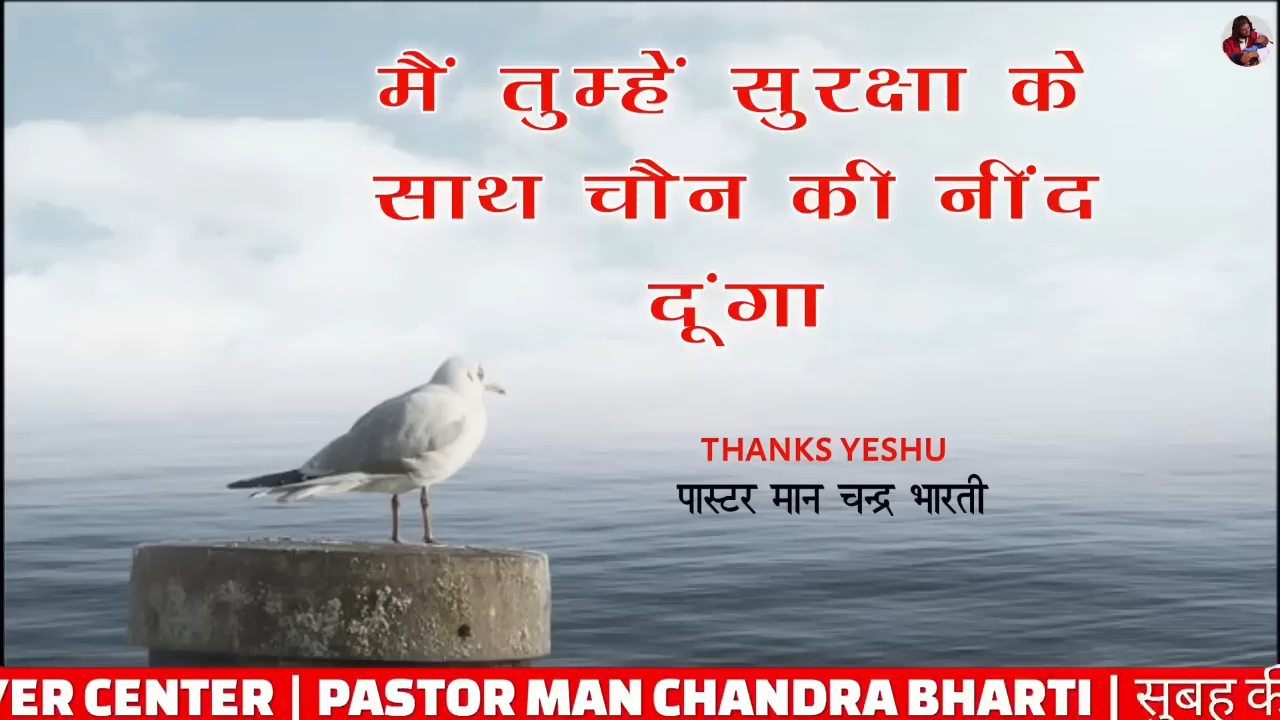 मैं तुम्हें सुरक्षा के
साथ चौन की नींद
दूंगा
THANKS YESHU
पास्टर मान चन्द्र भारती
VER CENTER | PASTOR MAN CHANDRA BHARTI | सुबह की